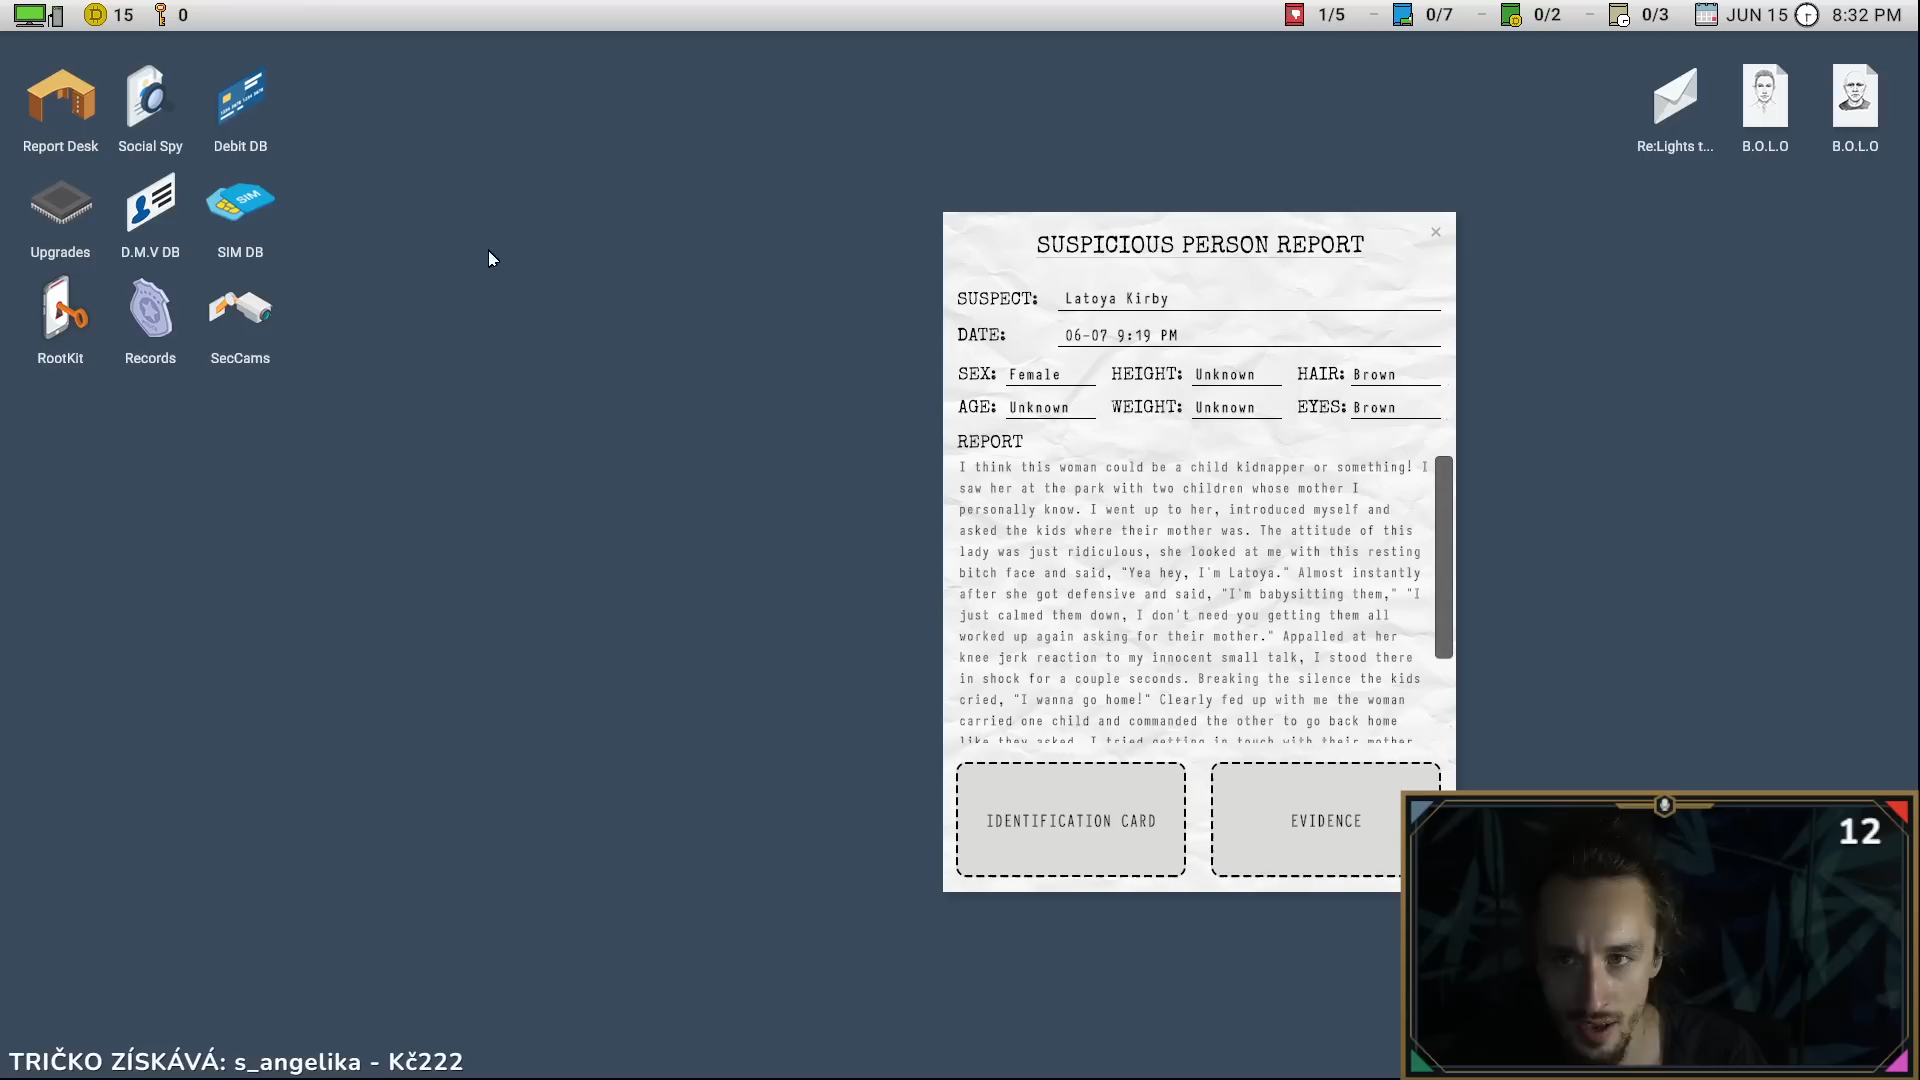 15
0
1/5
0/7
0/2
0/3
JUN 15
8:32 PM
Report Desk
Social Spy
Debit DB
Re:Lights t...
B.O.L.O
B.O.L.O
Upgrades
D.M.V DB
SIM DB
RootKit
Records
SecCams
SUSPICIOUS PERSON REPORT
SUSPECT: Latoya Kirby
DATE: 06-07 9:19 PM
SEX: Female HEIGHT: Unknown HAIR: Brown
AGE: Unknown WEIGHT: Unknown EYES: Brown
REPORT
I think this woman could be a child kidnapper or something! I
saw her at the park with two children whose mother I
personally know. I went up to her, introduced myself and
asked the kids where their mother was. The attitude of this
lady was just ridiculous, she looked at me with this resting
bitch face and said, "Yea hey, I'm Latoya." Almost instantly
after she got defensive and said, "I'm babysitting them," "I
just calmed them down, I don't need you getting them all
worked up again asking for their mother." Appalled at her
knee jerk reaction to my innocent small talk, I stood there
in shock for a couple seconds. Breaking the silence the kids
cried, "I wanna go home!" Clearly fed up with me the woman
carried one child and commanded the other to go back home
like they asked. I tried getting in touch with their mother
IDENTIFICATION CARD
EVIDENCE
12
TRIČKO ZÍSKÁVÁ: s_angelika - Kč222